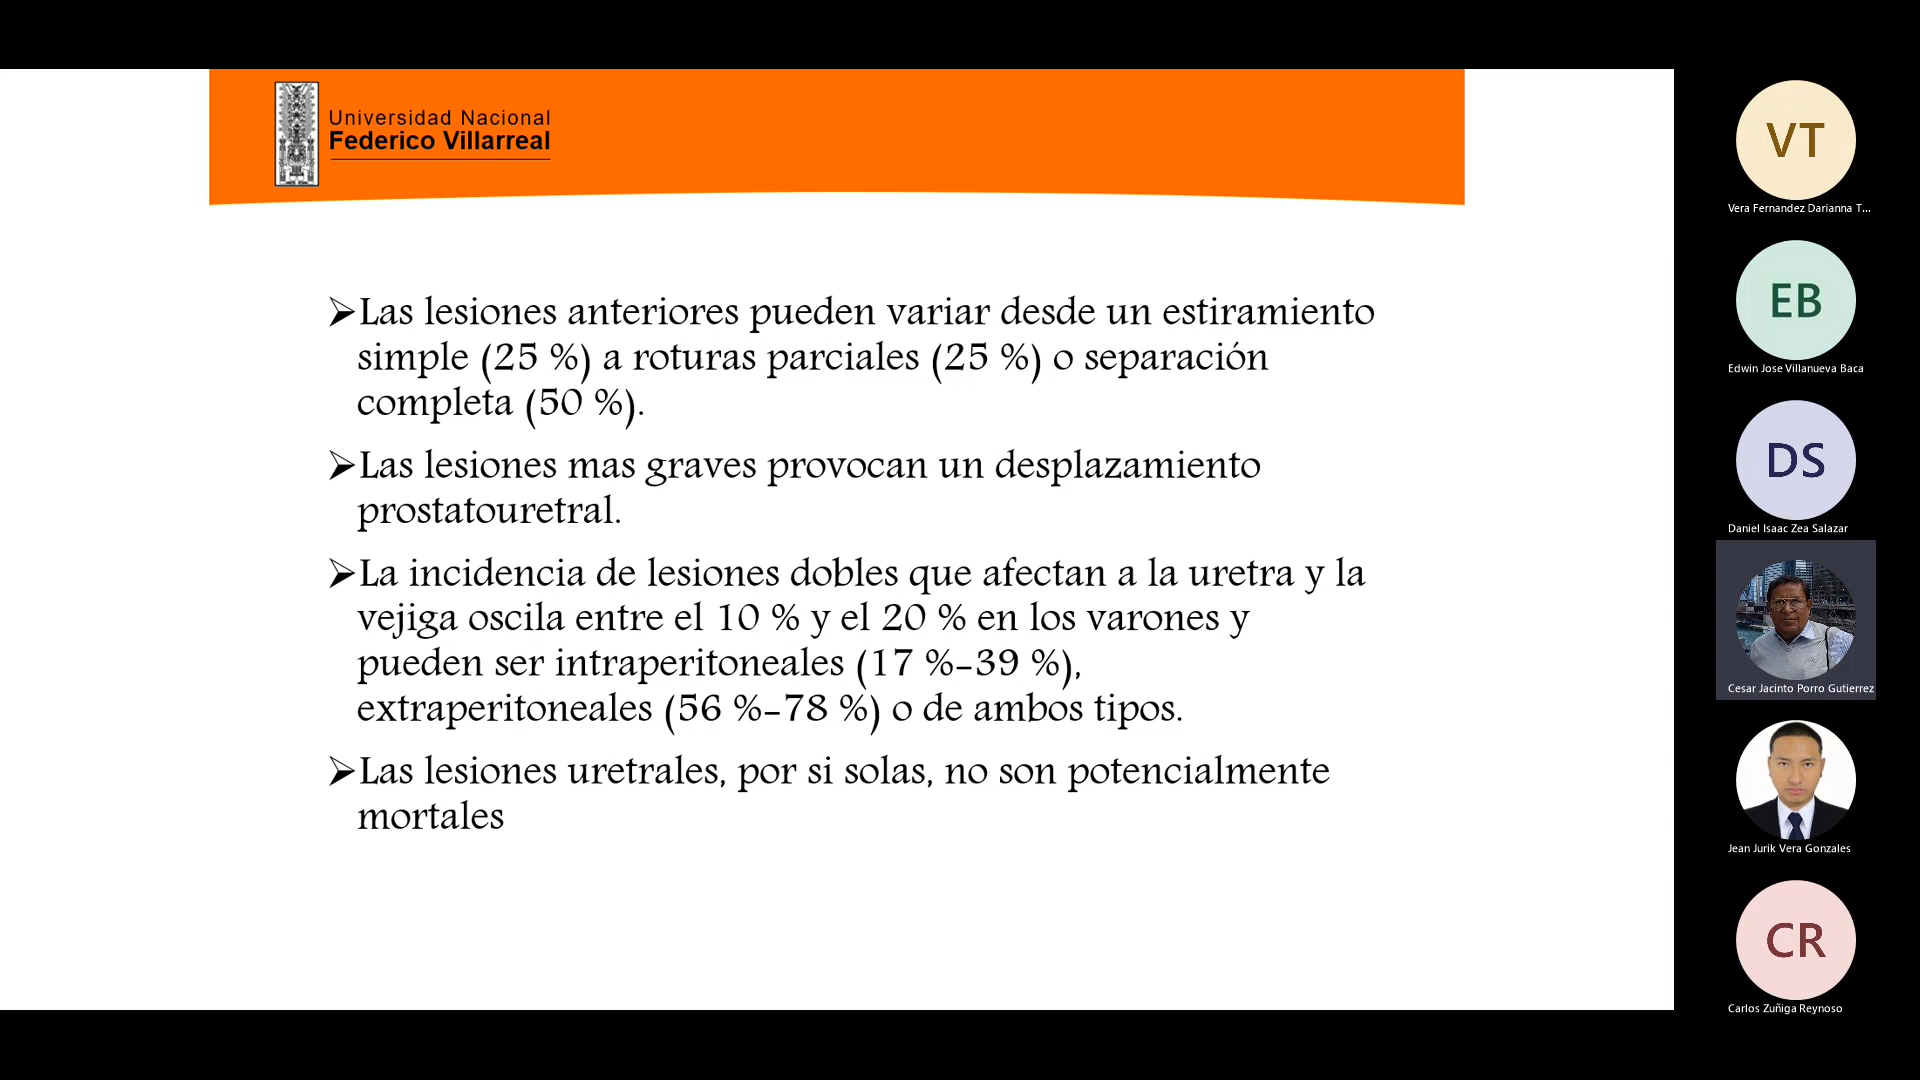 Universidad Nacional
Federico Villarreal
➢Las lesiones anteriores pueden variar desde un estiramiento
simple (25 %) a roturas parciales (25 %) o separación
completa (50 %).
➢Las lesiones mas graves provocan un desplazamiento
prostatouretral.
➢La incidencia de lesiones dobles que afectan a la uretra y la
vejiga oscila entre el 10 % y el 20 % en los varones y
pueden ser intraperitoneales (17 %-39 %),
extraperitoneales (56 %-78 %) o de ambos tipos.
➢Las lesiones uretrales, por si solas, no son potencialmente
mortales
VT
Vera Fernandez Darianna T...
EB
Edwin Jose Villanueva Baca
DS
Daniel Isaac Zea Salazar
Cesar Jacinto Porro Gutierrez
Jean Jurik Vera Gonzales
CR
Carlos Zuñiga Reynoso